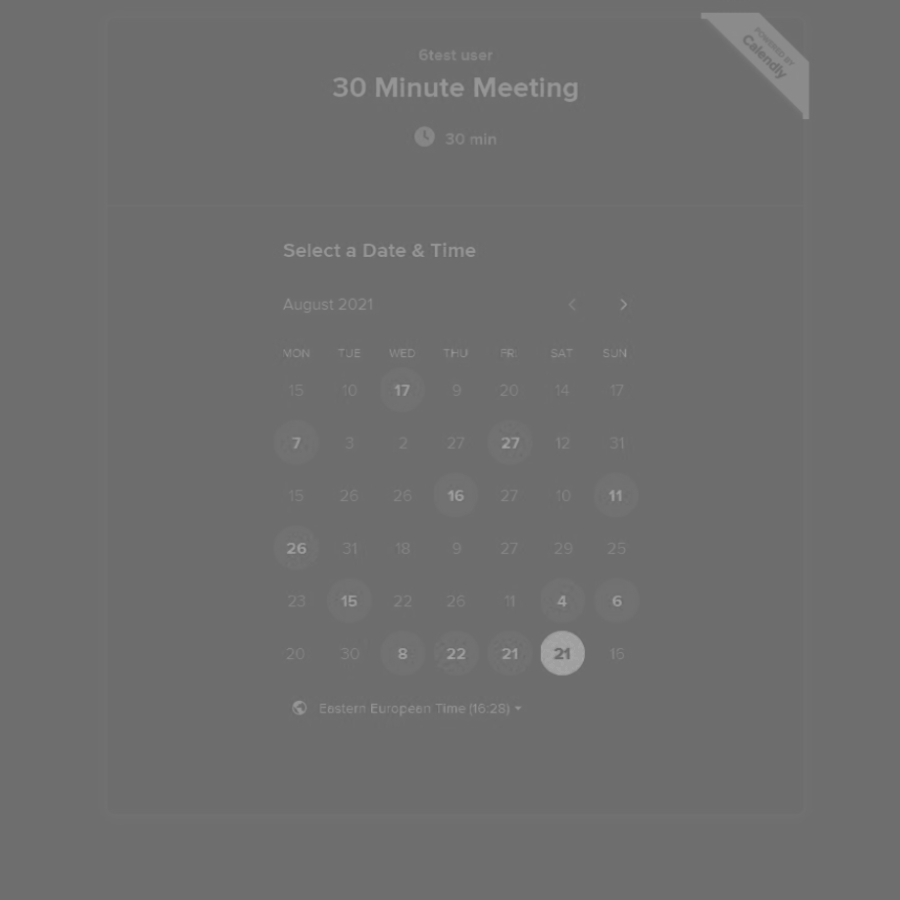 6test user
POWERED BY
Calendly
30 Minute Meeting
30 min
Select a Date & Time
August 2021
MON TUE WED THU FRI SAT SUN
15 10 17 9 20 14 17
7 3 2 27 27 12 31
15 26 26 16 27 10 11
26 31 18 9 27 29 25
23 15 22 26 11 4 6
20 30 8 22 21 21 16
Eastern European Time (16:28)